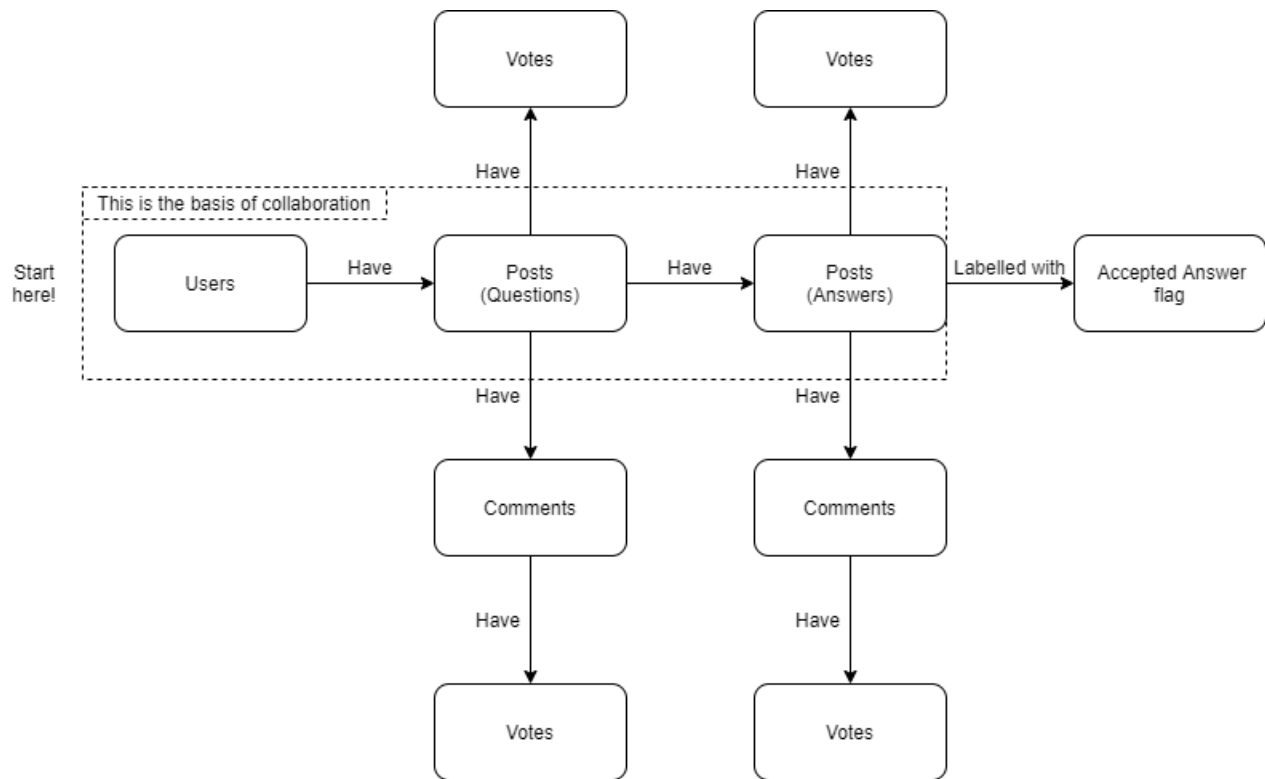 Votes
Votes
Have
Have
This is the basis of collaboration
Start
here!
Users
Have
Posts
(Questions)
Have
Posts
(Answers)
Labelled with
Accepted Answer
flag
Have
Have
Comments
Comments
Have
Have
Votes
Votes